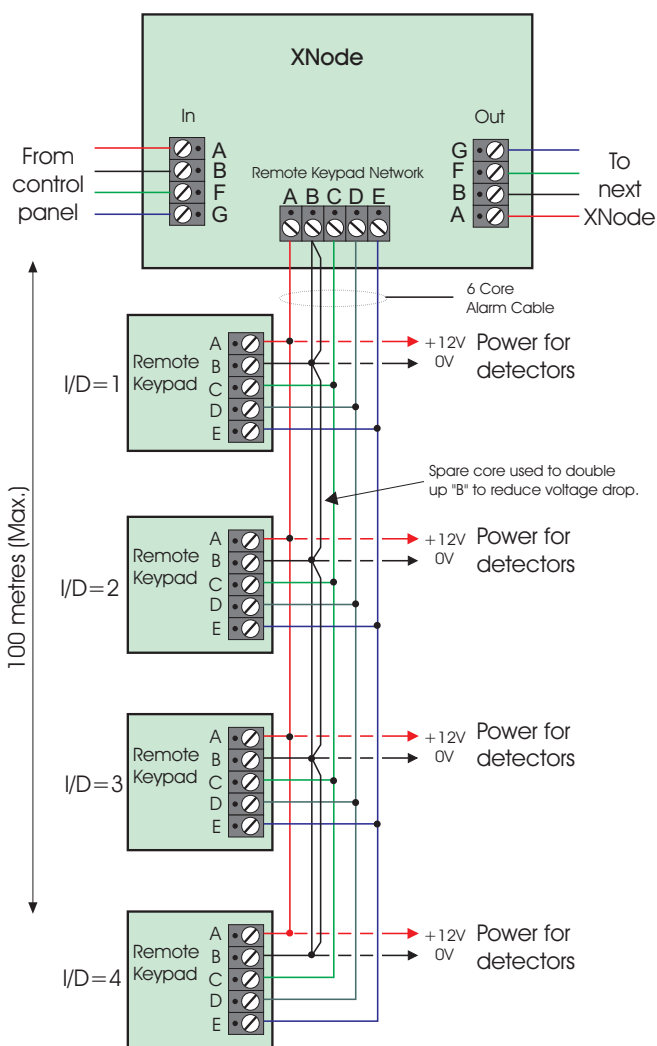 XNode
In
Out
From
control
panel
A
B
F
G
Remote Keypad Network
A B C D E
G
F
B
A
To
next
XNode
6 Core
Alarm Cable
100 metres (Max.)
I/D=1
Remote
Keypad
A
B
C
D
E
+12V
0V
Power for
detectors
Spare core used to double
up "B" to reduce voltage drop.
I/D=2
Remote
Keypad
A
B
C
D
E
+12V
0V
Power for
detectors
I/D=3
Remote
Keypad
A
B
C
D
E
+12V
0V
Power for
detectors
I/D=4
Remote
Keypad
A
B
C
D
E
+12V
0V
Power for
detectors